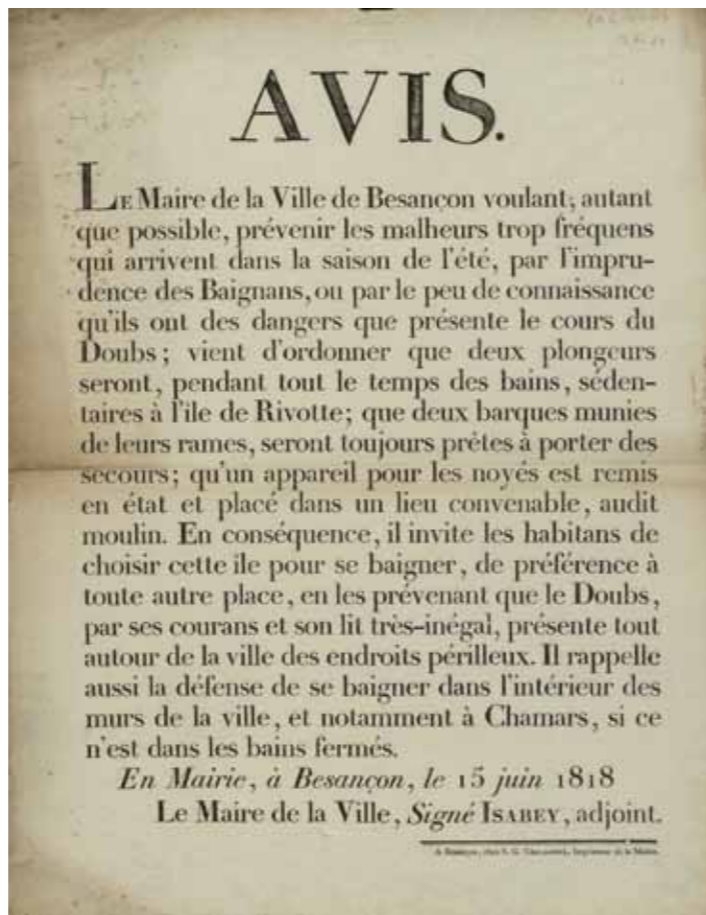 AVIS.
LE Maire de la Ville de Besançon voulant, autant
que possible, prévenir les malheurs trop fréquens
qui arrivent dans la saison de l'été, par l'impru-
dence des Baignans, ou par le peu de connaissance
qu'ils ont des dangers que présente le cours du
Doubs; vient d'ordonner que deux plongeurs
seront, pendant tout le temps des bains, séden-
taires à l'ile de Rivotte; que deux barques munies
de leurs rames, seront toujours prêtes à porter des
secours; qu'un appareil pour les noyés est remis
en état et placé dans un lieu convenable, audit
moulin. En conséquence, il invite les habitans de
choisir cette ile pour se baigner, de préférence à
toute autre place, en les prévenant que le Doubs,
par ses courans et son lit très-inégal, présente tout
autour de la ville des endroits périlleux. Il rappelle
aussi la défense de se baigner dans l'intérieur des
murs de la ville, et notamment à Chamars, si ce
n'est dans les bains fermés.
En Mairie, à Besançon, le 15 juin 1818
Le Maire de la Ville, Signé ISABEY, adjoint.
A Besançon, chez Imprimeur de la Mairie.